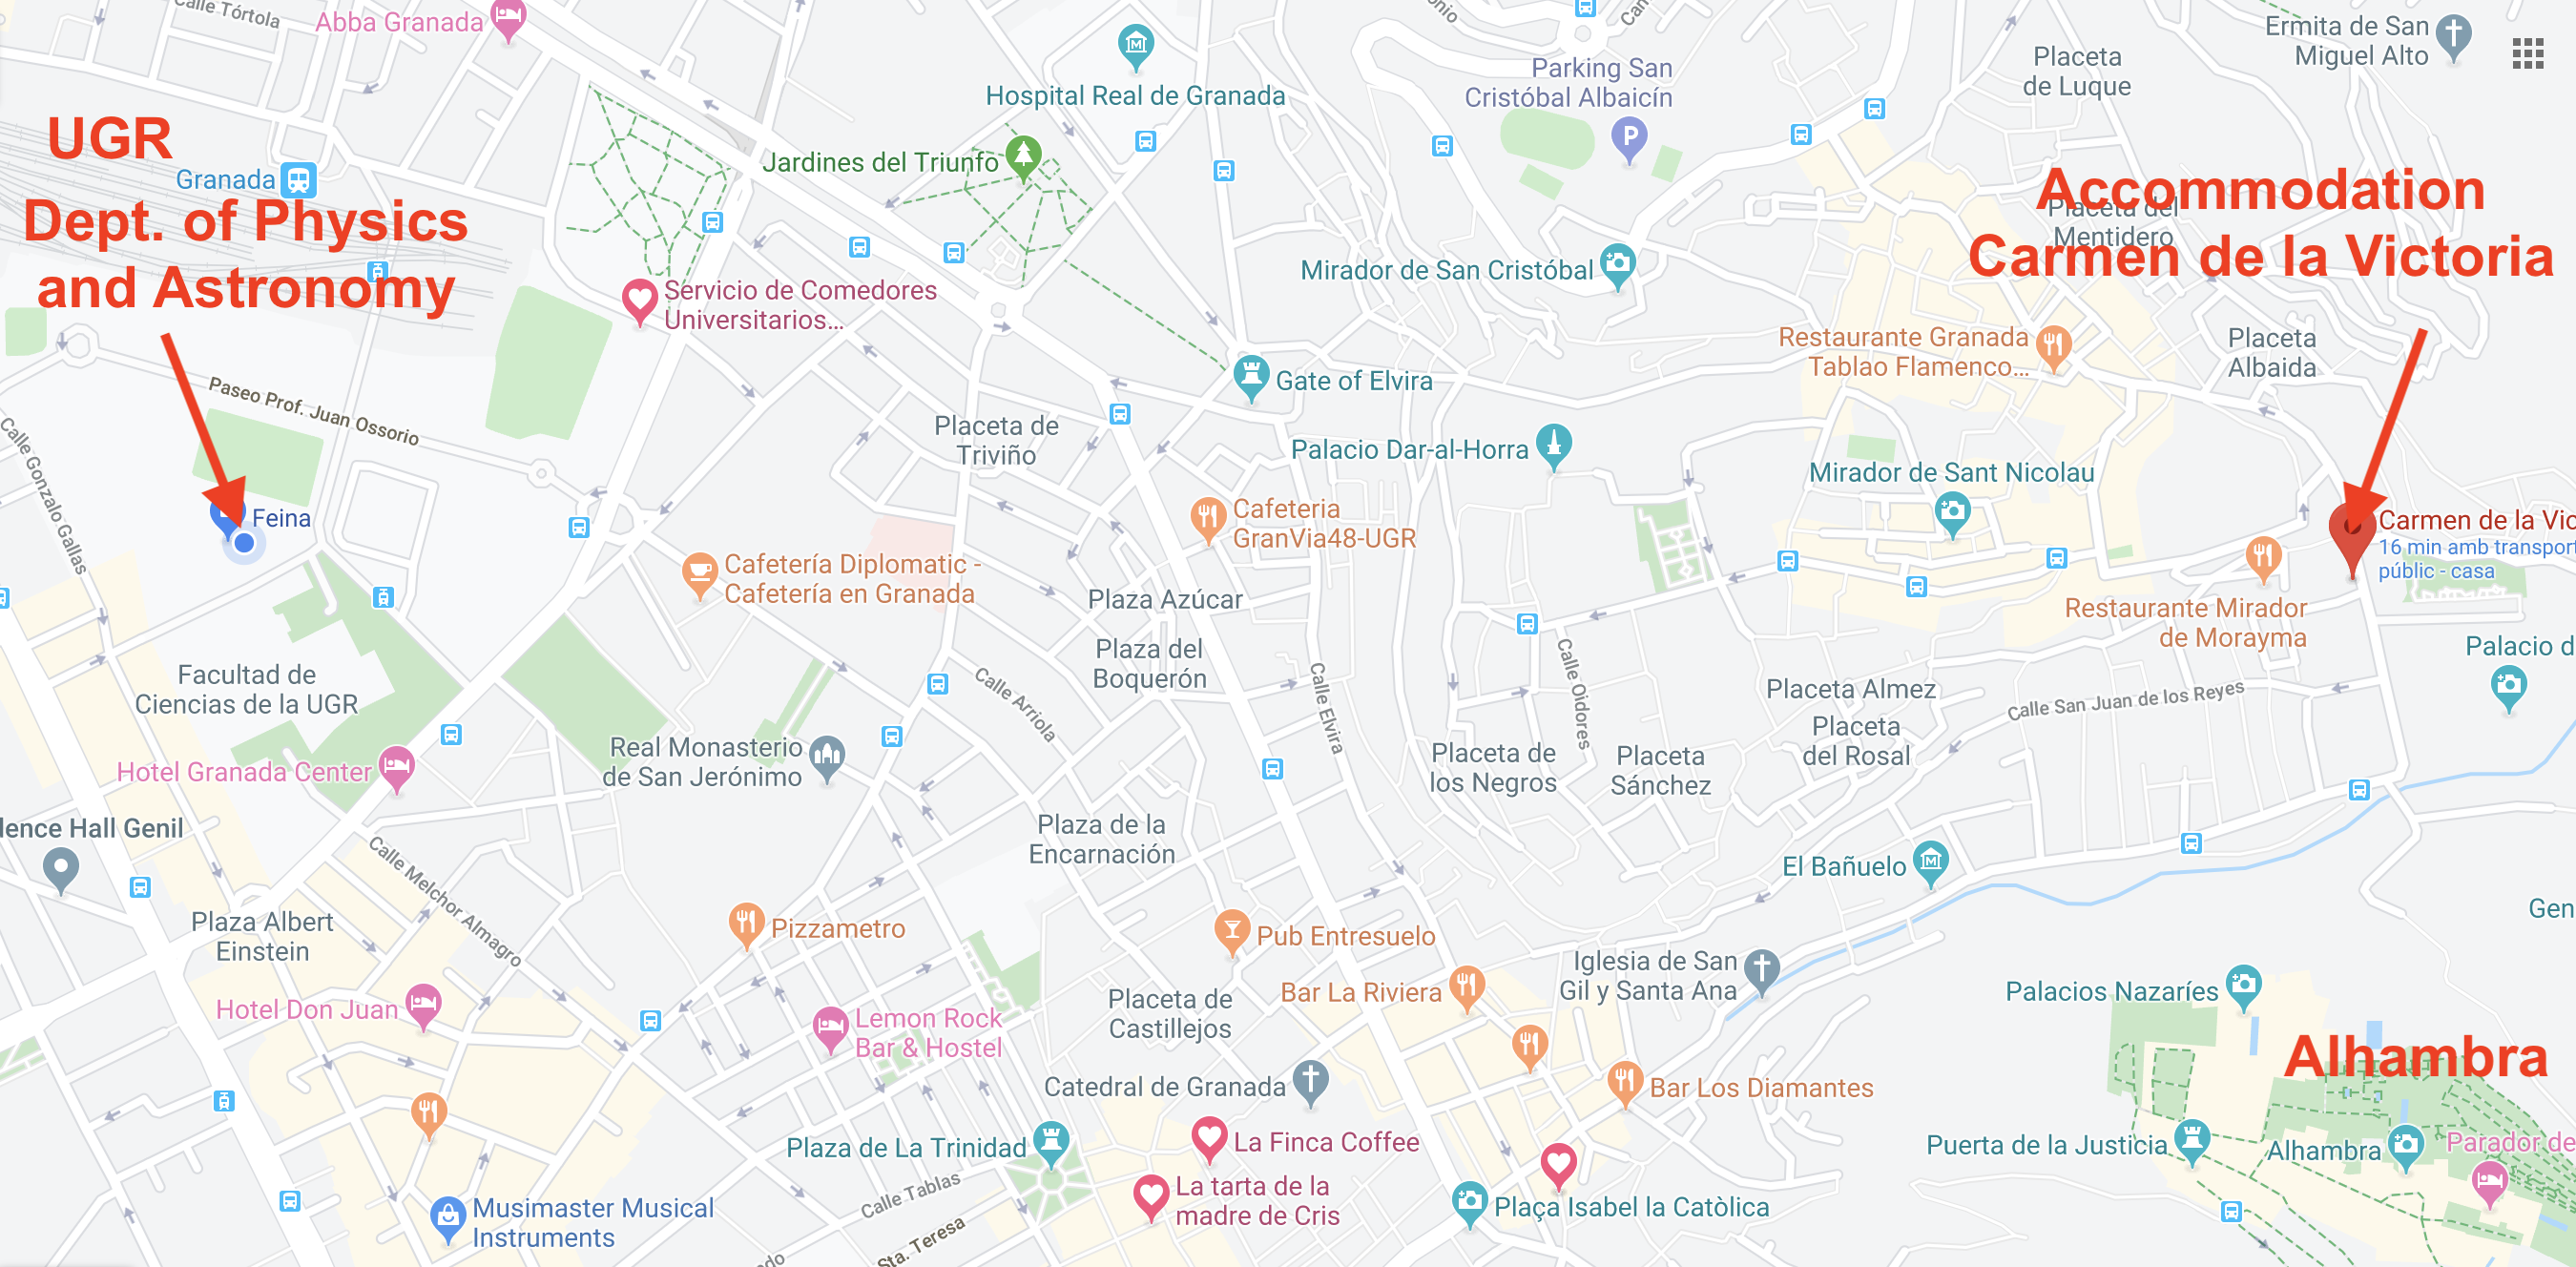 Calle Tórtola
Abba Granada
Hospital Real de Granada
Parking San
Cristóbal Albaicín
Placeta
de Luque
Ermita de San
Miguel Alto
UGR
Dept. of Physics
and Astronomy
Granada
Jardines del Triunfo
Accommodation
Carmen de la Victoria
Placeta del
Mentidero
Mirador de San Cristóbal
Servicio de Comedores
Universitarios...
Restaurante Granada
Tablao Flamenco...
Placeta
Albaida
Paseo Prof. Juan Ossorio
Gate of Elvira
Calle Gonzalo Gallas
Placeta de
Triviño
Palacio Dar-al-Horra
Mirador de Sant Nicolau
Feina
Cafeteria
GranVia48-UGR
Carmen de la Vic
16 min amb transport
públic - casa
Cafetería Diplomatic -
Cafetería en Granada
Plaza Azúcar
Restaurante Mirador
de Morayma
Plaza del
Boquerón
Calle Elvira
Calle Oidores
Palacio d
Facultad de
Ciencias de la UGR
Calle Arriola
Placeta Almez
Calle San Juan de los Reyes
Placeta
del Rosal
Real Monasterio
de San Jerónimo
Placeta de
los Negros
Placeta
Sánchez
Hotel Granada Center
lence Hall Genil
Calle Melchor Almagro
Plaza de la
Encarnación
El Bañuelo
Gen
Plaza Albert
Einstein
Pizzametro
Pub Entresuelo
Bar La Riviera
Iglesia de San
Gil y Santa Ana
Palacios Nazaríes
Hotel Don Juan
Lemon Rock
Bar & Hostel
Placeta de
Castillejos
Alhambra
Catedral de Granada
Bar Los Diamantes
Plaza de La Trinidad
La Finca Coffee
Puerta de la Justicia
Alhambra
Parador de
Calle Tablas
La tarta de la
madre de Cris
Plaça Isabel la Catòlica
Musimaster Musical
Instruments
Sta. Teresa